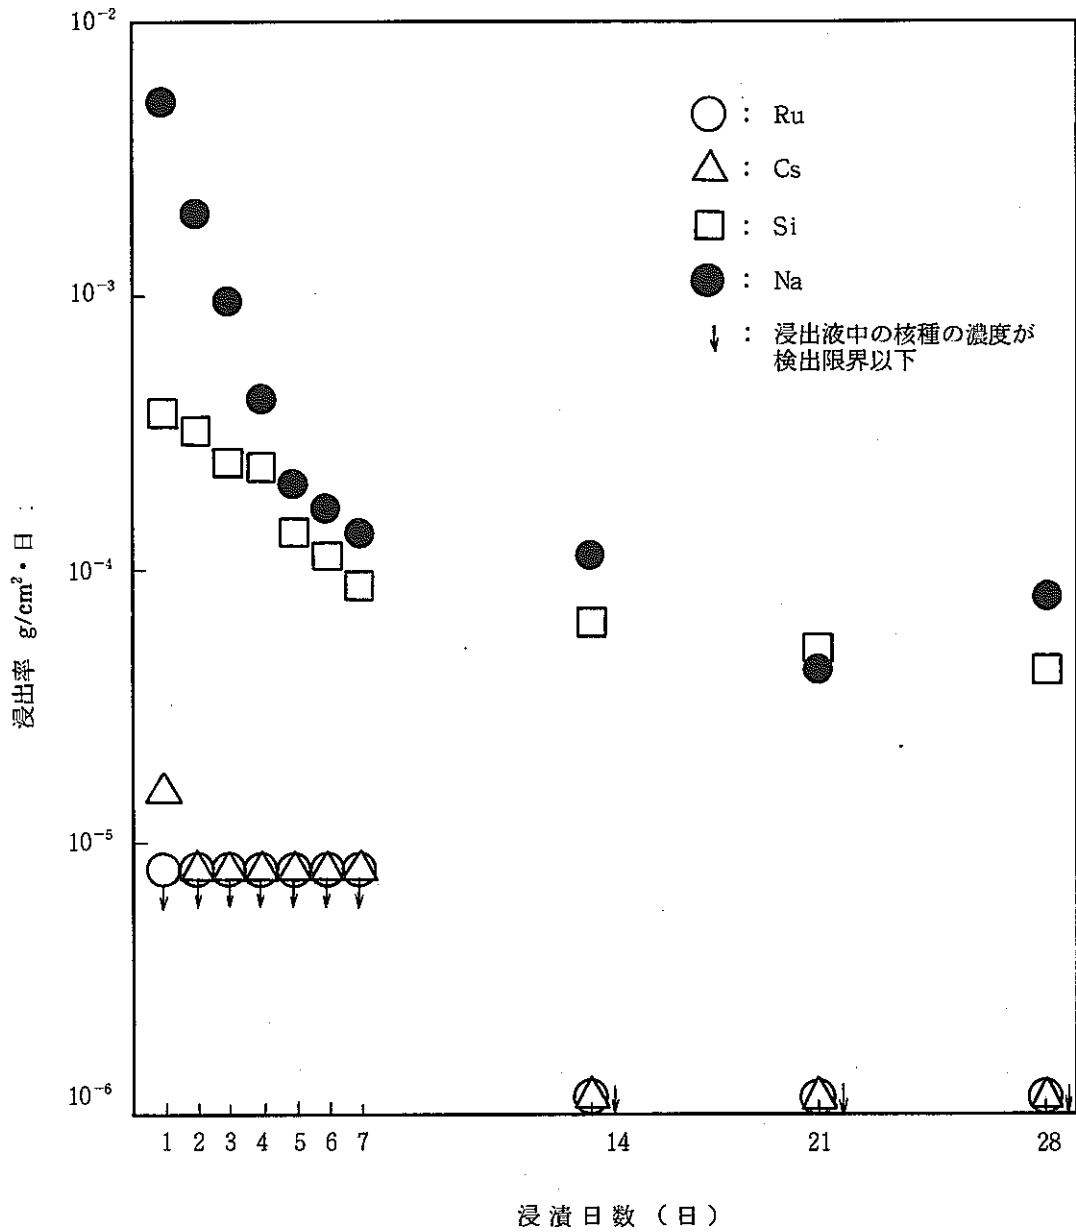 10⁻²
10⁻³
10⁻⁴
10⁻⁵
10⁻⁶
浸出率 g/cm²・日 :
○ : Ru
△ : Cs
□ : Si
● : Na
↓ : 浸出液中の核種の濃度が
検出限界以下
1 2 3 4 5 6 7 14 21 28
浸漬日数（日）